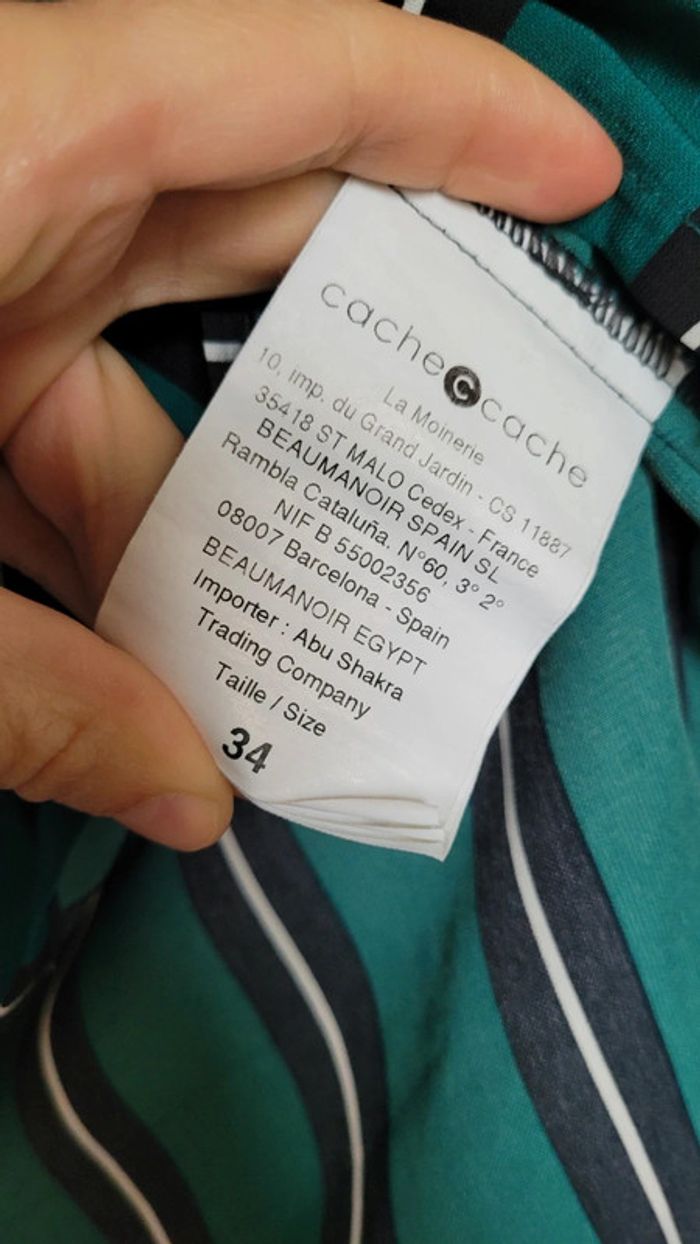 cache c cache
La Moinerie
10, imp. du Grand Jardin - CS 11887
35418 ST MALO Cedex - France
BEAUMANOIR SPAIN SL
Rambla Cataluña. N°60, 3° 2°
NIF B 55002356
08007 Barcelona - Spain
BEAUMANOIR EGYPT
Importer : Abu Shakra
Trading Company
Taille / Size
34